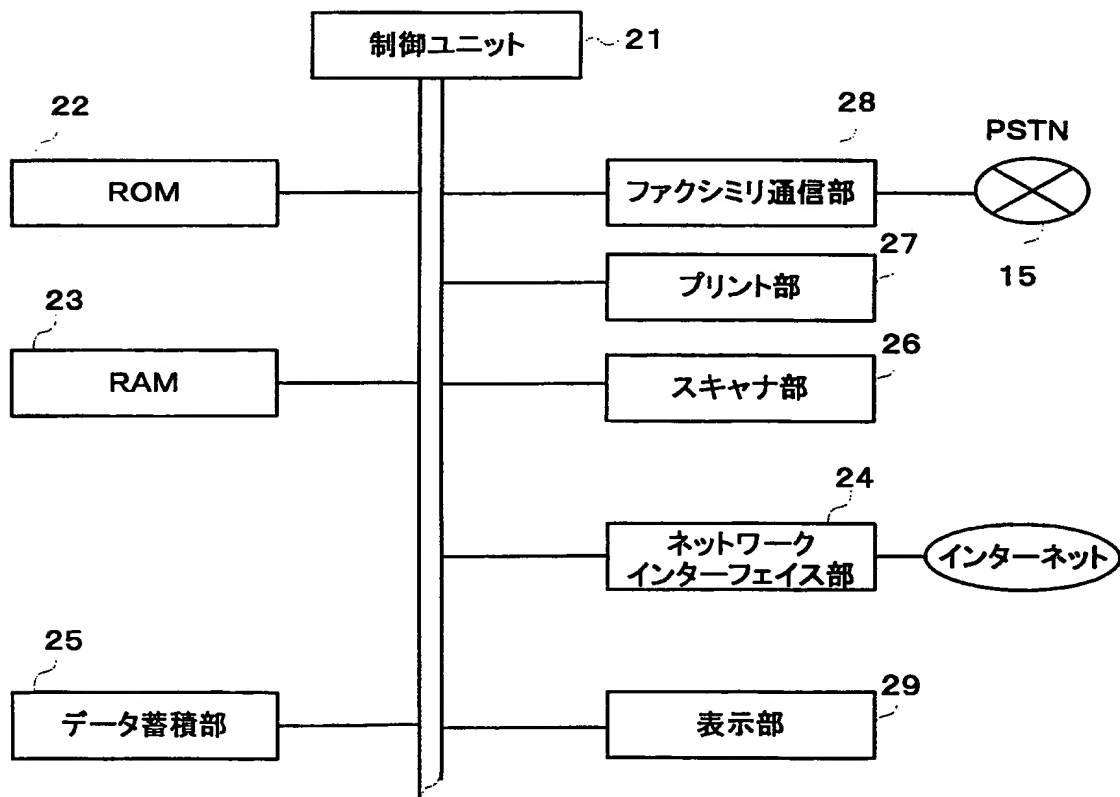 制御ユニット
21
22
ROM
28
PSTN
ファクシミリ通信部
15
27
プリント部
23
RAM
26
スキャナ部
24
ネットワーク
インターフェイス部
インターネット
25
データ蓄積部
29
表示部